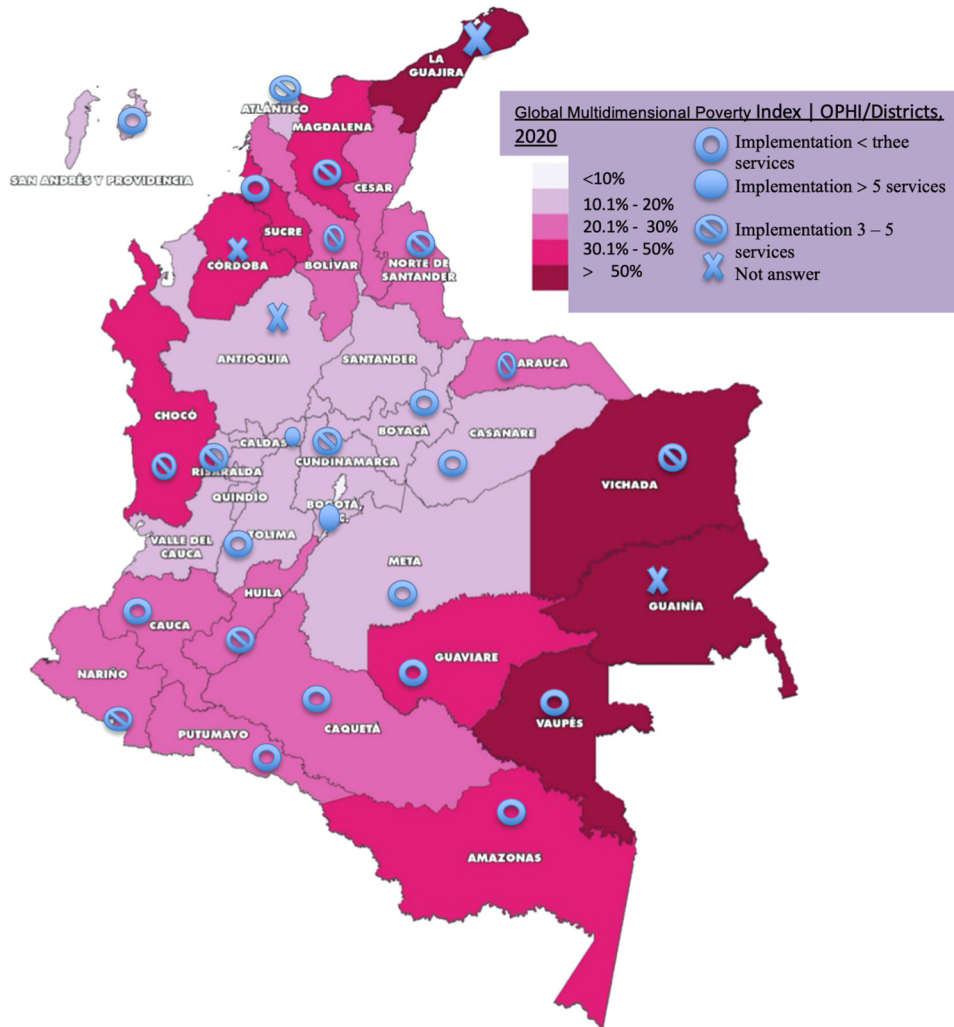 LA
GUAJIRA
ATLÁNTICO
MAGDALENA
Global Multidimensional Poverty Index | OPHI/Districts,
2020
Implementation < trhee
services
<10%
Implementation > 5 services
10.1% - 20%
20.1% - 30%
Implementation 3 – 5
services
30.1% - 50%
> 50%
Not answer
SAN ANDRÉS Y PROVIDENCIA
CESAR
SUCRE
CÓRDOBA
BOLÍVAR
NORTE DE
SANTANDER
ANTIOQUIA
SANTANDER
ARAUCA
CHOCÓ
BOYACÁ
CASANARE
CALDAS
CUNDINAMARCA
RISARALDA
VICHADA
QUINDÍO
BOGOTÁ,
C.
VALLE DEL
CAUCA
TOLIMA
META
HUILA
GUAINÍA
CAUCA
GUAVIARE
NARIÑO
VAUPÉS
PUTUMAYO
CAQUETÀ
AMAZONAS